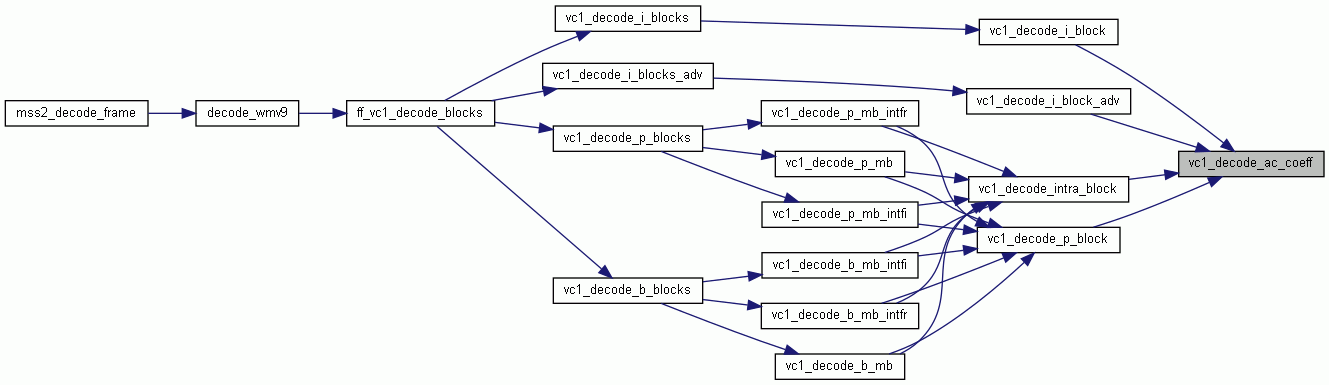 vc1_decode_i_blocks
vc1_decode_i_block
vc1_decode_i_blocks_adv
vc1_decode_i_block_adv
mss2_decode_frame
decode_wmv9
ff_vc1_decode_blocks
vc1_decode_p_mb_intfr
vc1_decode_p_blocks
vc1_decode_p_mb
vc1_decode_ac_coeff
vc1_decode_intra_block
vc1_decode_p_mb_intfi
vc1_decode_p_block
vc1_decode_b_mb_intfi
vc1_decode_b_blocks
vc1_decode_b_mb_intfr
vc1_decode_b_mb